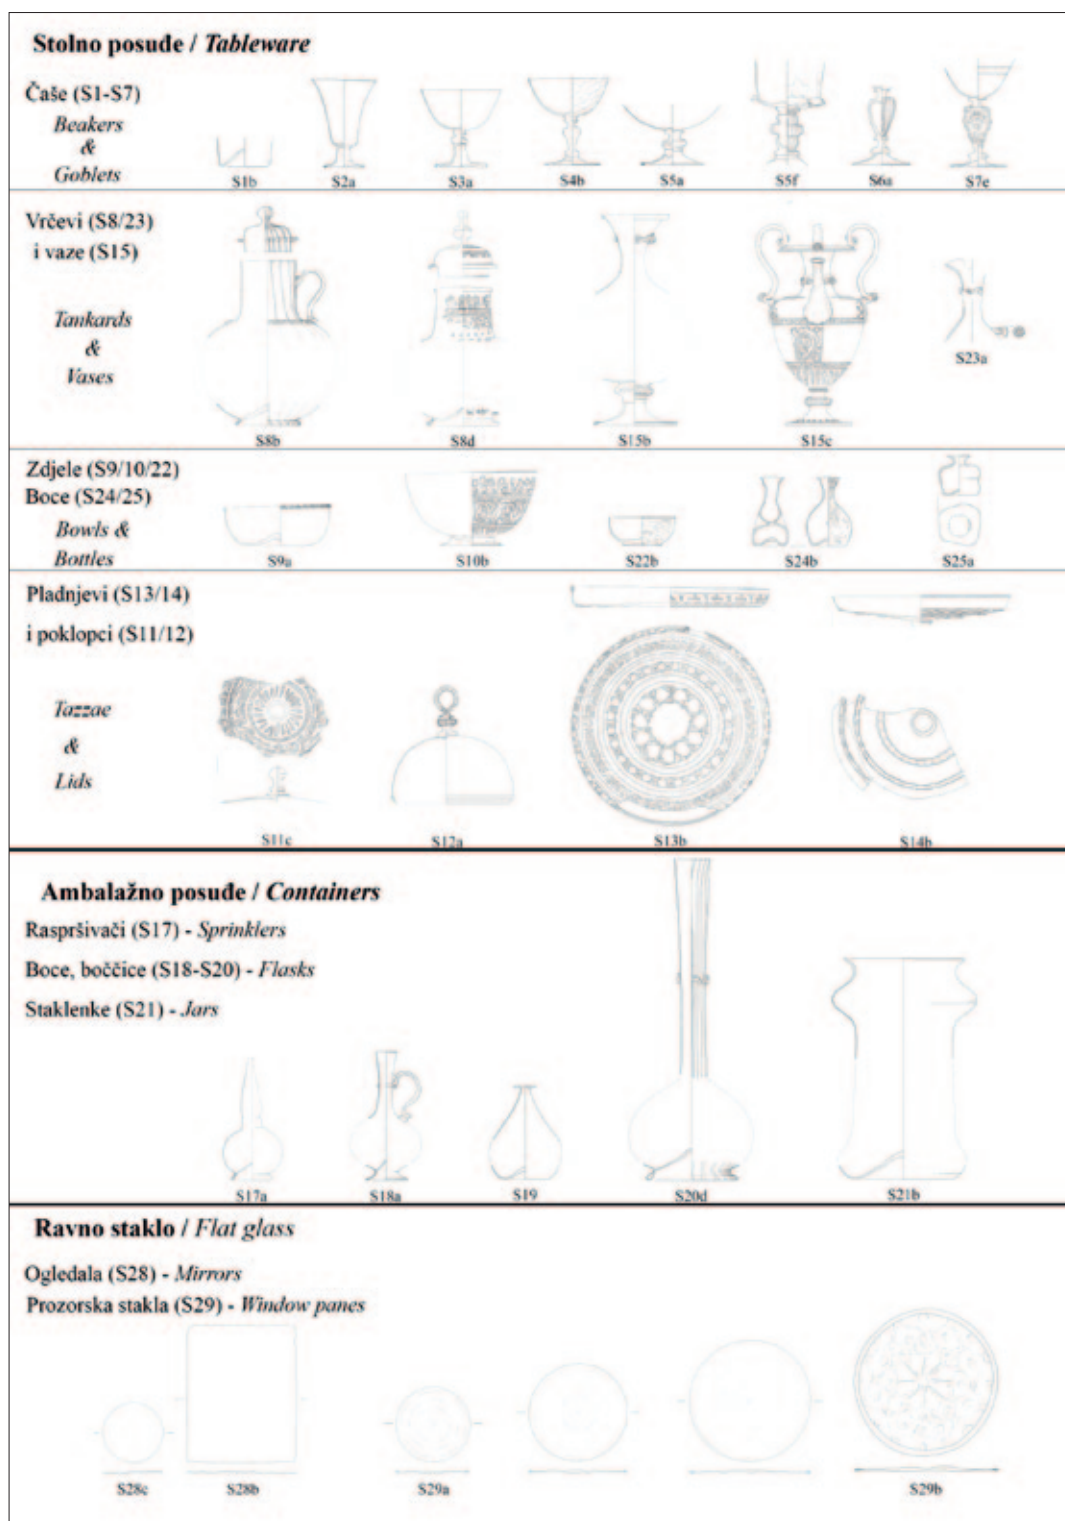 Stolno posuđe / Tableware
Čaše (S1-S7)
Beakers
&
Goblets
S1b S2a S3a S4b S5a S5f S6a S7e
Vrčevi (S8/23)
i vaze (S15)
Tankards
&
Vases
S23a
S8b S8d S15b S15c
Zdjele (S9/10/22)
Boce (S24/25)
Bowls &
Bottles
S9a S10b S22b S24b S25a
Pladnjevi (S13/14)
i poklopci (S11/12)
Tazzae
&
Lids
S11c S12a S13b S14b
Ambalažno posuđe / Containers
Raspršivači (S17) - Sprinklers
Boce, boččice (S18-S20) - Flasks
Staklenke (S21) - Jars
S17a S18a S19 S20d S21b
Ravno staklo / Flat glass
Ogledala (S28) - Mirrors
Prozorska stakla (S29) - Window panes
S28c S28b S29a S29b